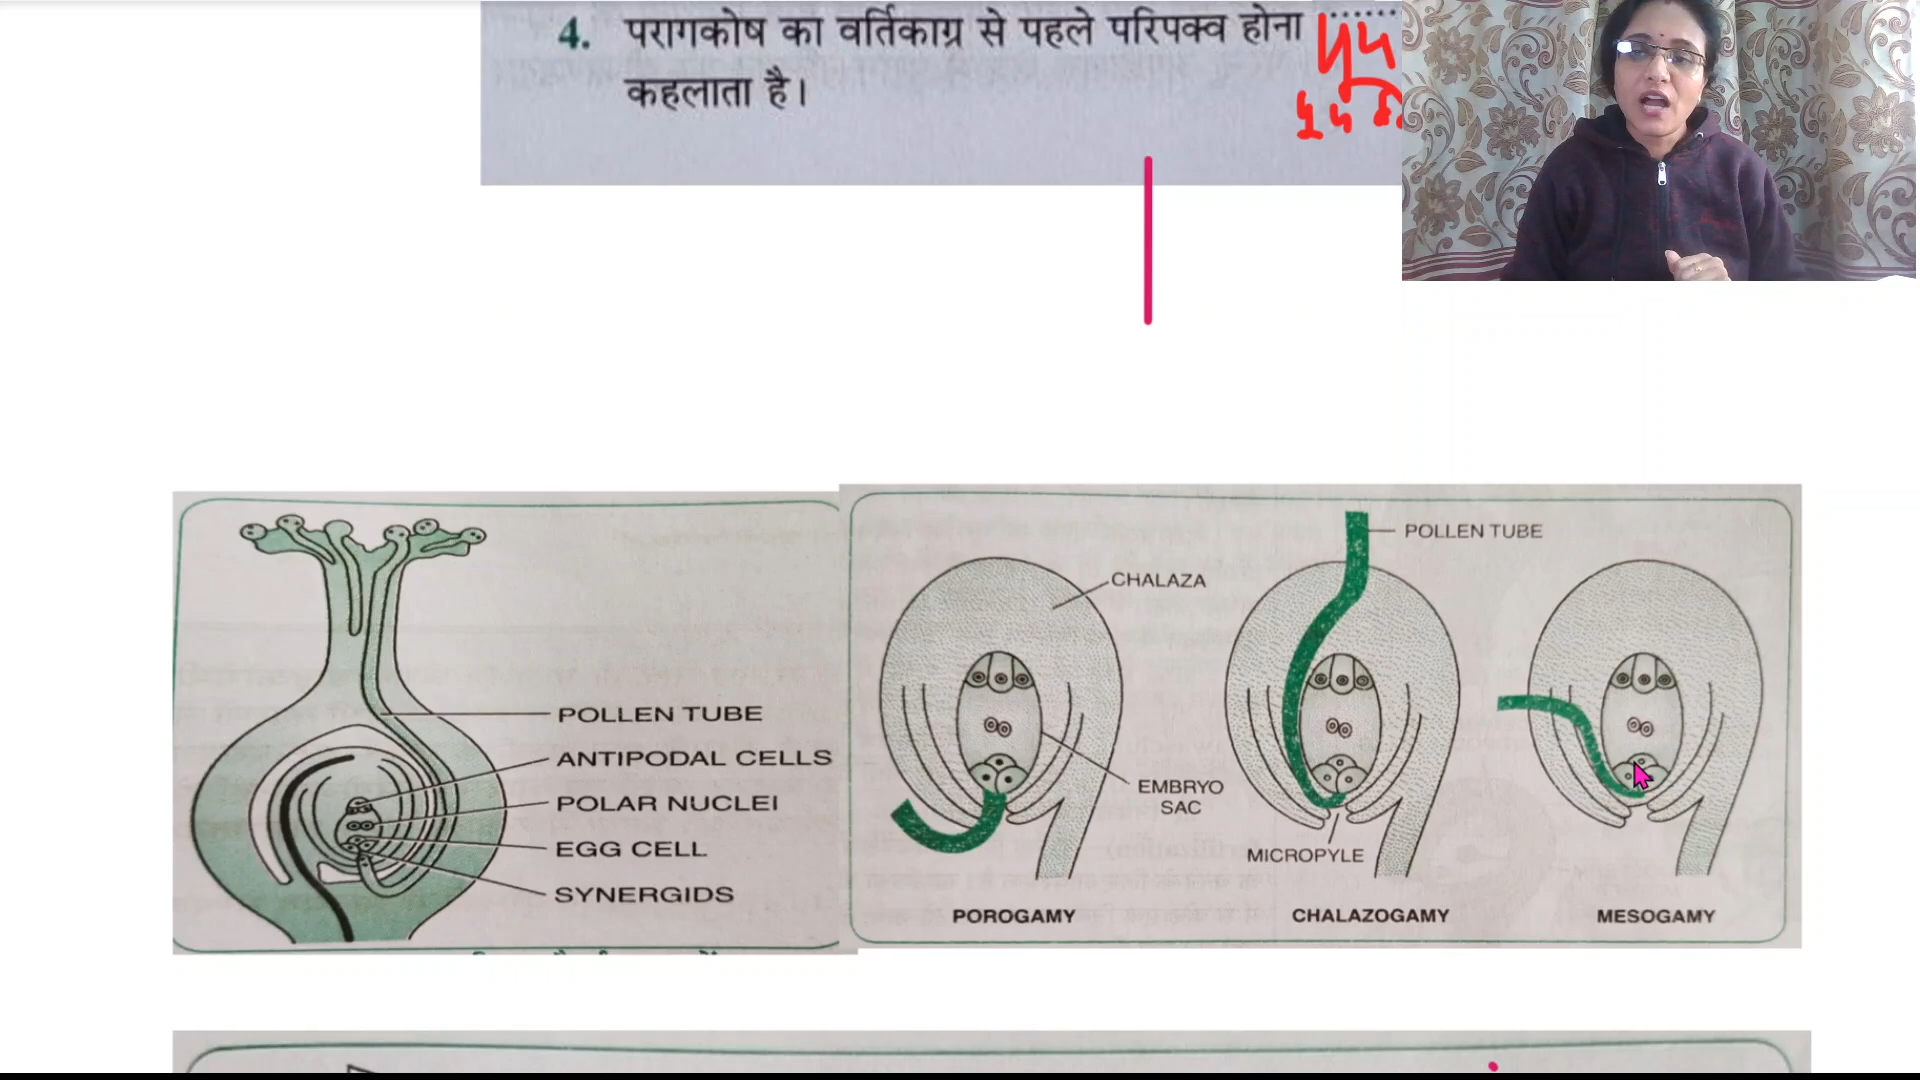 4. परागकोष का वर्तिकाग्र से पहले परिपक्व होना ......
कहलाता है।
POLLEN TUBE
ANTIPODAL CELLS
POLAR NUCLEI
EGG CELL
SYNERGIDS
POLLEN TUBE
CHALAZA
EMBRYO
SAC
MICROPYLE
POROGAMY
CHALAZOGAMY
MESOGAMY